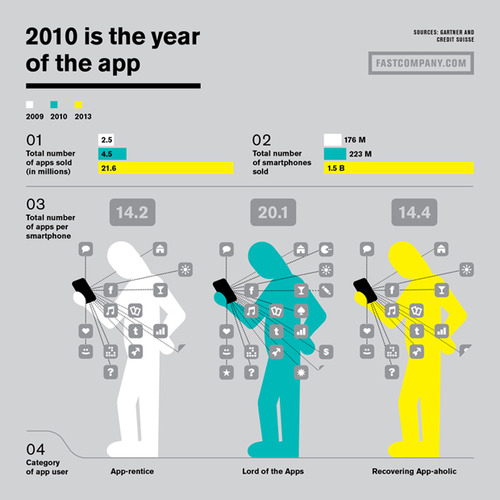 2010 is the year
of the app
SOURCES: GARTNER AND
CREDIT SUISSE
FASTCOMPANY.COM
2009 2010 2013
01
Total number
of apps sold
(in millions)
2.5
4.5
21.6
02
Total number
of smartphones
sold
176 M
223 M
1.5 B
03
Total number
of apps per
smartphone
14.2
20.1
14.4
04
Category
of app user
App-rentice
Lord of the Apps
Recovering App-aholic